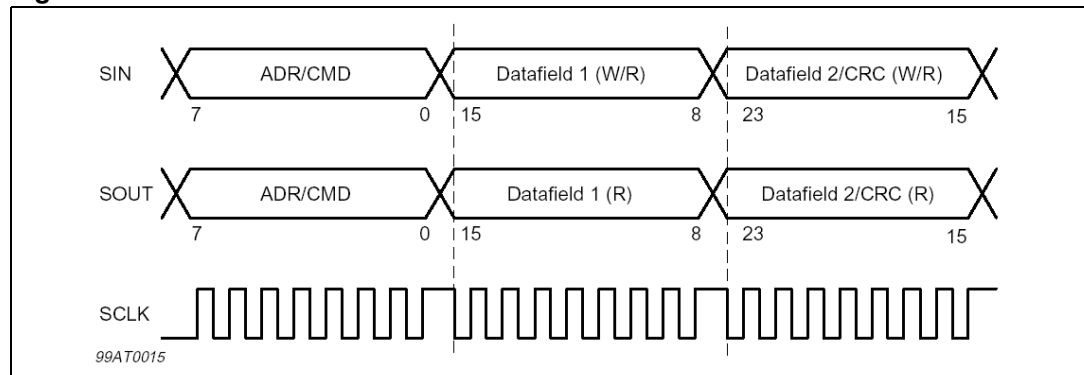 SIN ADR/CMD Datafield 1 (W/R) Datafield 2/CRC (W/R)
7 0 15 8 23 15
SOUT ADR/CMD Datafield 1 (R) Datafield 2/CRC (R)
7 0 15 8 23 15
SCLK
99AT0015